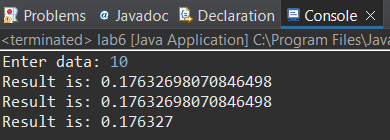 Problems @ Javadoc Declaration Console
<terminated> lab6 [Java Application] C:\Program Files\Java
Enter data: 10
Result is: 0.17632698070846498
Result is: 0.17632698070846498
Result is: 0.176327